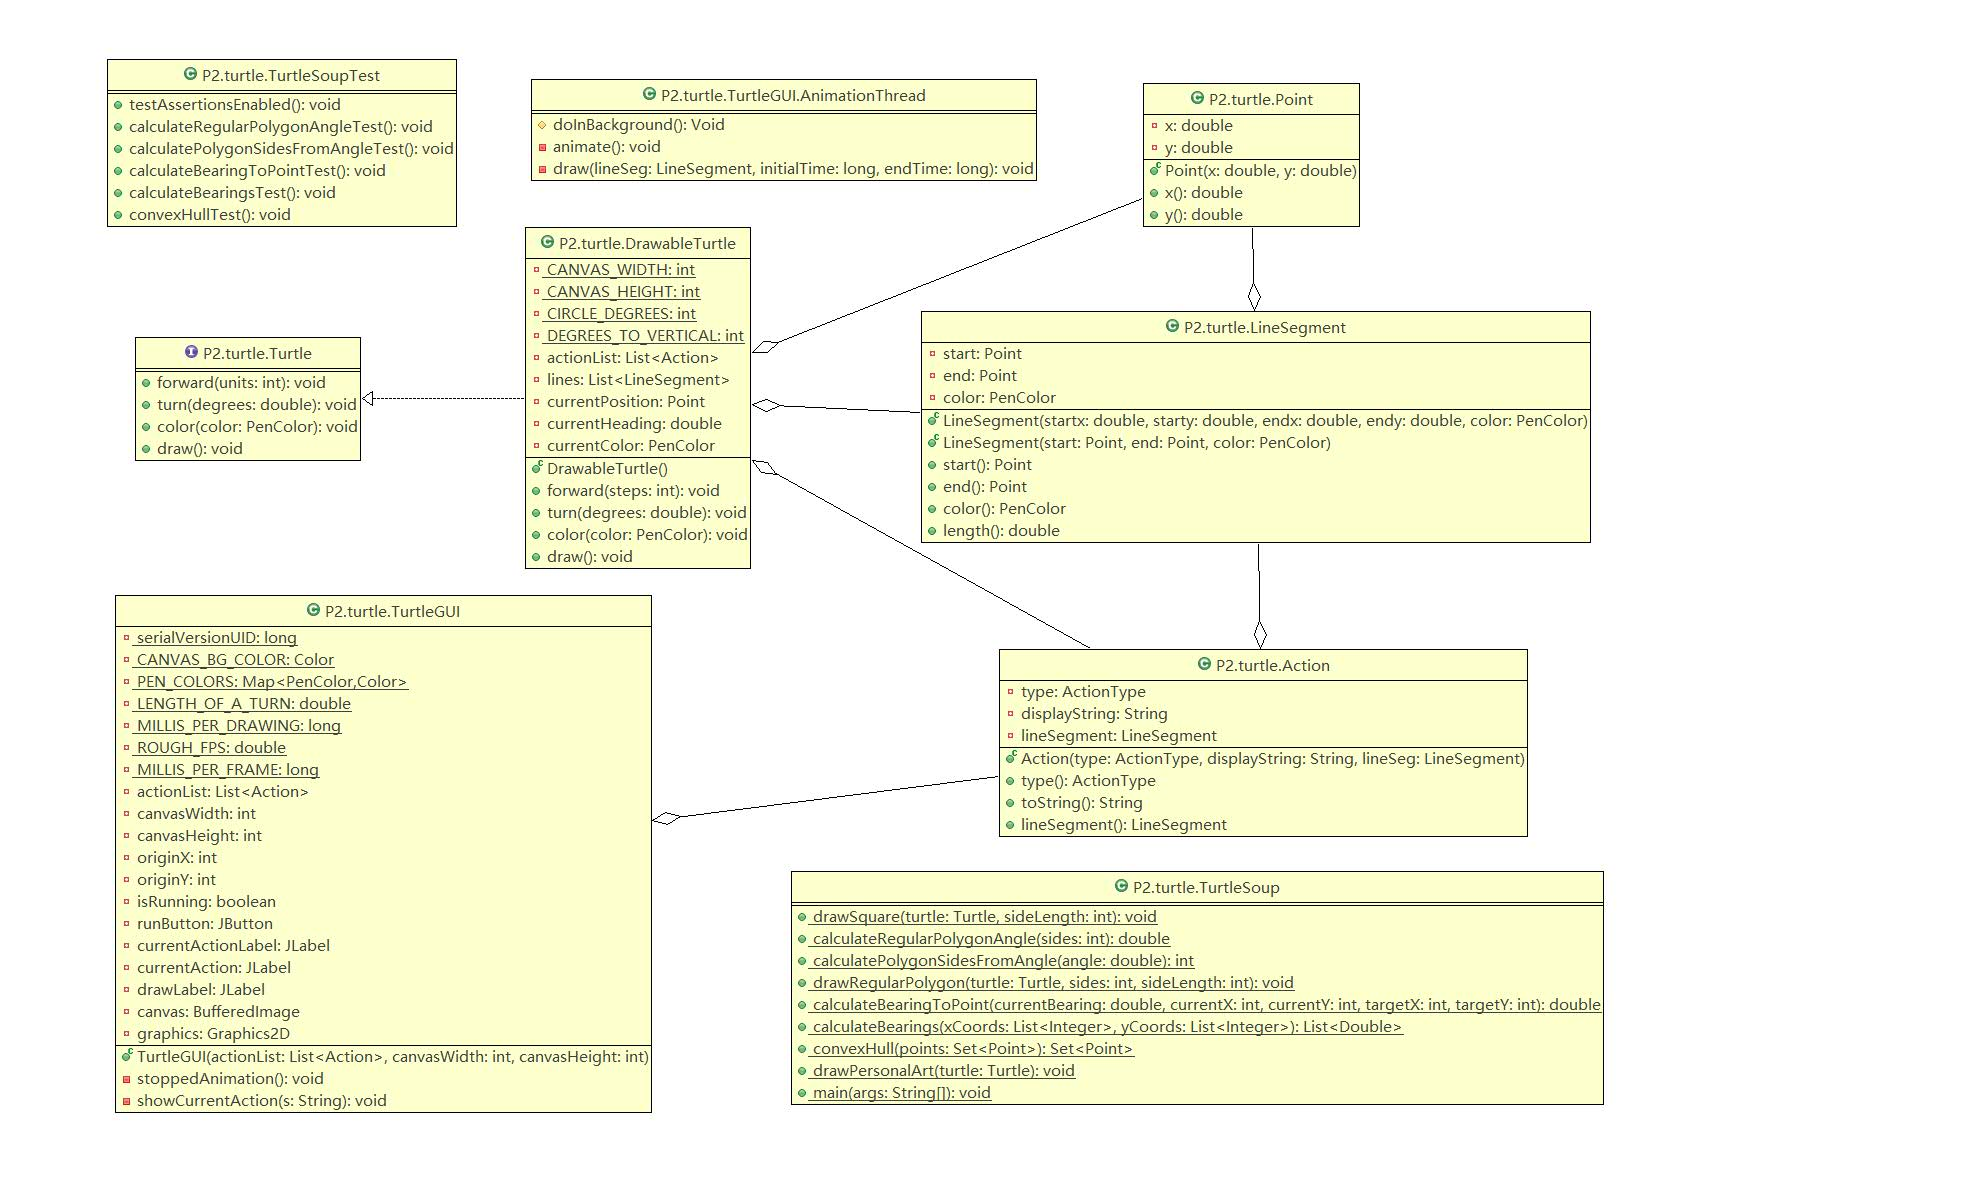 P2.turtle.TurtleSoupTest
testAssertionsEnabled(): void
calculateRegularPolygonAngleTest(): void
calculatePolygonSidesFromAngleTest(): void
calculateBearingToPointTest(): void
calculateBearingsTest(): void
convexHullTest(): void
P2.turtle.TurtleGUI.AnimationThread
doInBackground(): Void
animate(): void
draw(lineSeg: LineSegment, initialTime: long, endTime: long): void
P2.turtle.Point
x: double
y: double
Point(x: double, y: double)
x(): double
y(): double
P2.turtle.Turtle
forward(units: int): void
turn(degrees: double): void
color(color: PenColor): void
draw(): void
P2.turtle.DrawableTurtle
CANVAS_WIDTH: int
CANVAS_HEIGHT: int
CIRCLE_DEGREES: int
DEGREES_TO_VERTICAL: int
actionList: List<Action>
lines: List<LineSegment>
currentPosition: Point
currentHeading: double
currentColor: PenColor
DrawableTurtle()
forward(steps: int): void
turn(degrees: double): void
color(color: PenColor): void
draw(): void
P2.turtle.LineSegment
start: Point
end: Point
color: PenColor
LineSegment(startx: double, starty: double, endx: double, endy: double, color: PenColor)
LineSegment(start: Point, end: Point, color: PenColor)
start(): Point
end(): Point
color(): PenColor
length(): double
P2.turtle.TurtleGUI
serialVersionUID: long
CANVAS_BG_COLOR: Color
PEN_COLORS: Map<PenColor,Color>
LENGTH_OF_A_TURN: double
MILLIS_PER_DRAWING: long
ROUGH_FPS: double
MILLIS_PER_FRAME: long
actionList: List<Action>
canvasWidth: int
canvasHeight: int
originX: int
originY: int
isRunning: boolean
runButton: JButton
currentActionLabel: JLabel
currentAction: JLabel
drawLabel: JLabel
canvas: BufferedImage
graphics: Graphics2D
TurtleGUI(actionList: List<Action>, canvasWidth: int, canvasHeight: int)
stoppedAnimation(): void
showCurrentAction(s: String): void
P2.turtle.Action
type: ActionType
displayString: String
lineSegment: LineSegment
Action(type: ActionType, displayString: String, lineSeg: LineSegment)
type(): ActionType
toString(): String
lineSegment(): LineSegment
P2.turtle.TurtleSoup
drawSquare(turtle: Turtle, sideLength: int): void
calculateRegularPolygonAngle(sides: int): double
calculatePolygonSidesFromAngle(angle: double): int
drawRegularPolygon(turtle: Turtle, sides: int, sideLength: int): void
calculateBearingToPoint(currentBearing: double, currentX: int, currentY: int, targetX: int, targetY: int): double
calculateBearings(xCoords: List<Integer>, yCoords: List<Integer>): List<Double>
convexHull(points: Set<Point>): Set<Point>
drawPersonalArt(turtle: Turtle): void
main(args: String[]): void